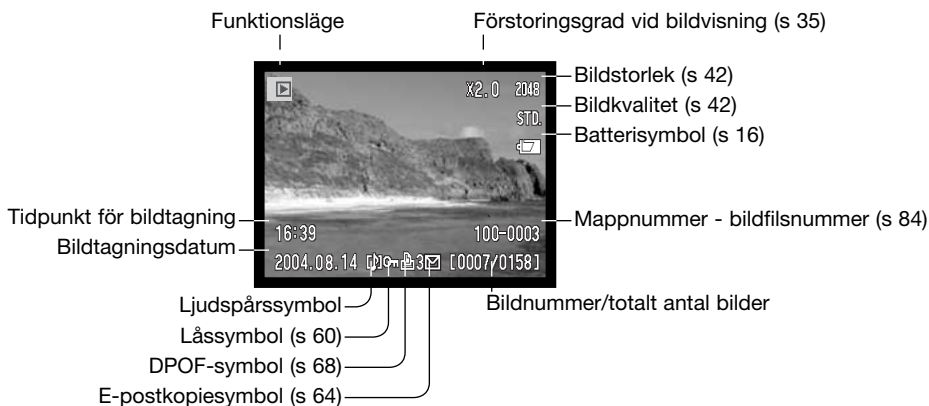 Funktionsläge Förstoringsgrad vid bildvisning (s 35)
X2.0 2048 Bildstorlek (s 42)
STD. Bildkvalitet (s 42)
Batterisymbol (s 16)
Tidpunkt för bildtagning 16:39 100-0003 Mappnummer - bildfilsnummer (s 84)
Bildtagningsdatum 2004.08.14 3 [0007/0158]
Ljudspårssymbol Bildnummer/totalt antal bilder
Låssymbol (s 60)
DPOF-symbol (s 68)
E-postkopiesymbol (s 64)